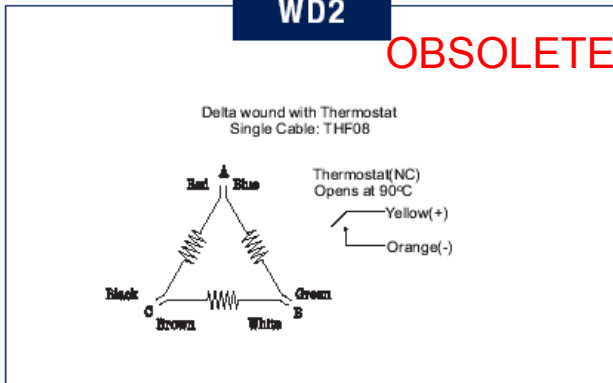 WD2
OBSOLETE
Delta wound with Thermostat
Single Cable: THF08
A
Red Blue
Thermostat(NC)
Opens at 90ºC
Yellow(+)
Orange(-)
Black
C
Brown
White
Green
B